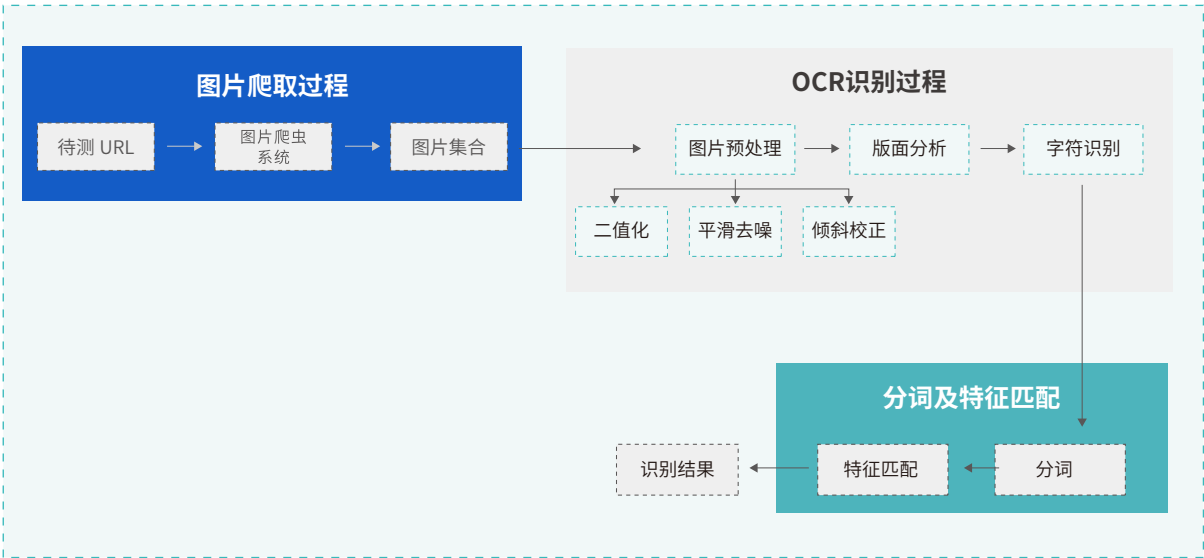 图片爬取过程
待测 URL
图片爬虫
系统
图片集合
OCR识别过程
图片预处理
版面分析
字符识别
二值化
平滑去噪
倾斜校正
分词及特征匹配
识别结果
特征匹配
分词